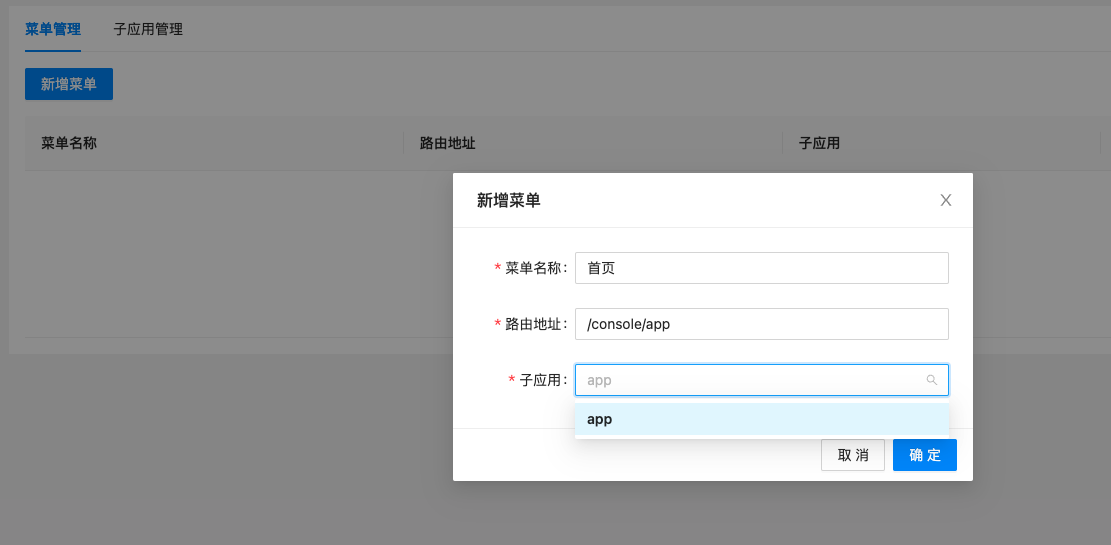 菜单管理 子应用管理
新增菜单
菜单名称 路由地址 子应用
新增菜单
* 菜单名称: 首页
* 路由地址: /console/app
* 子应用: app
app
取 消 确 定